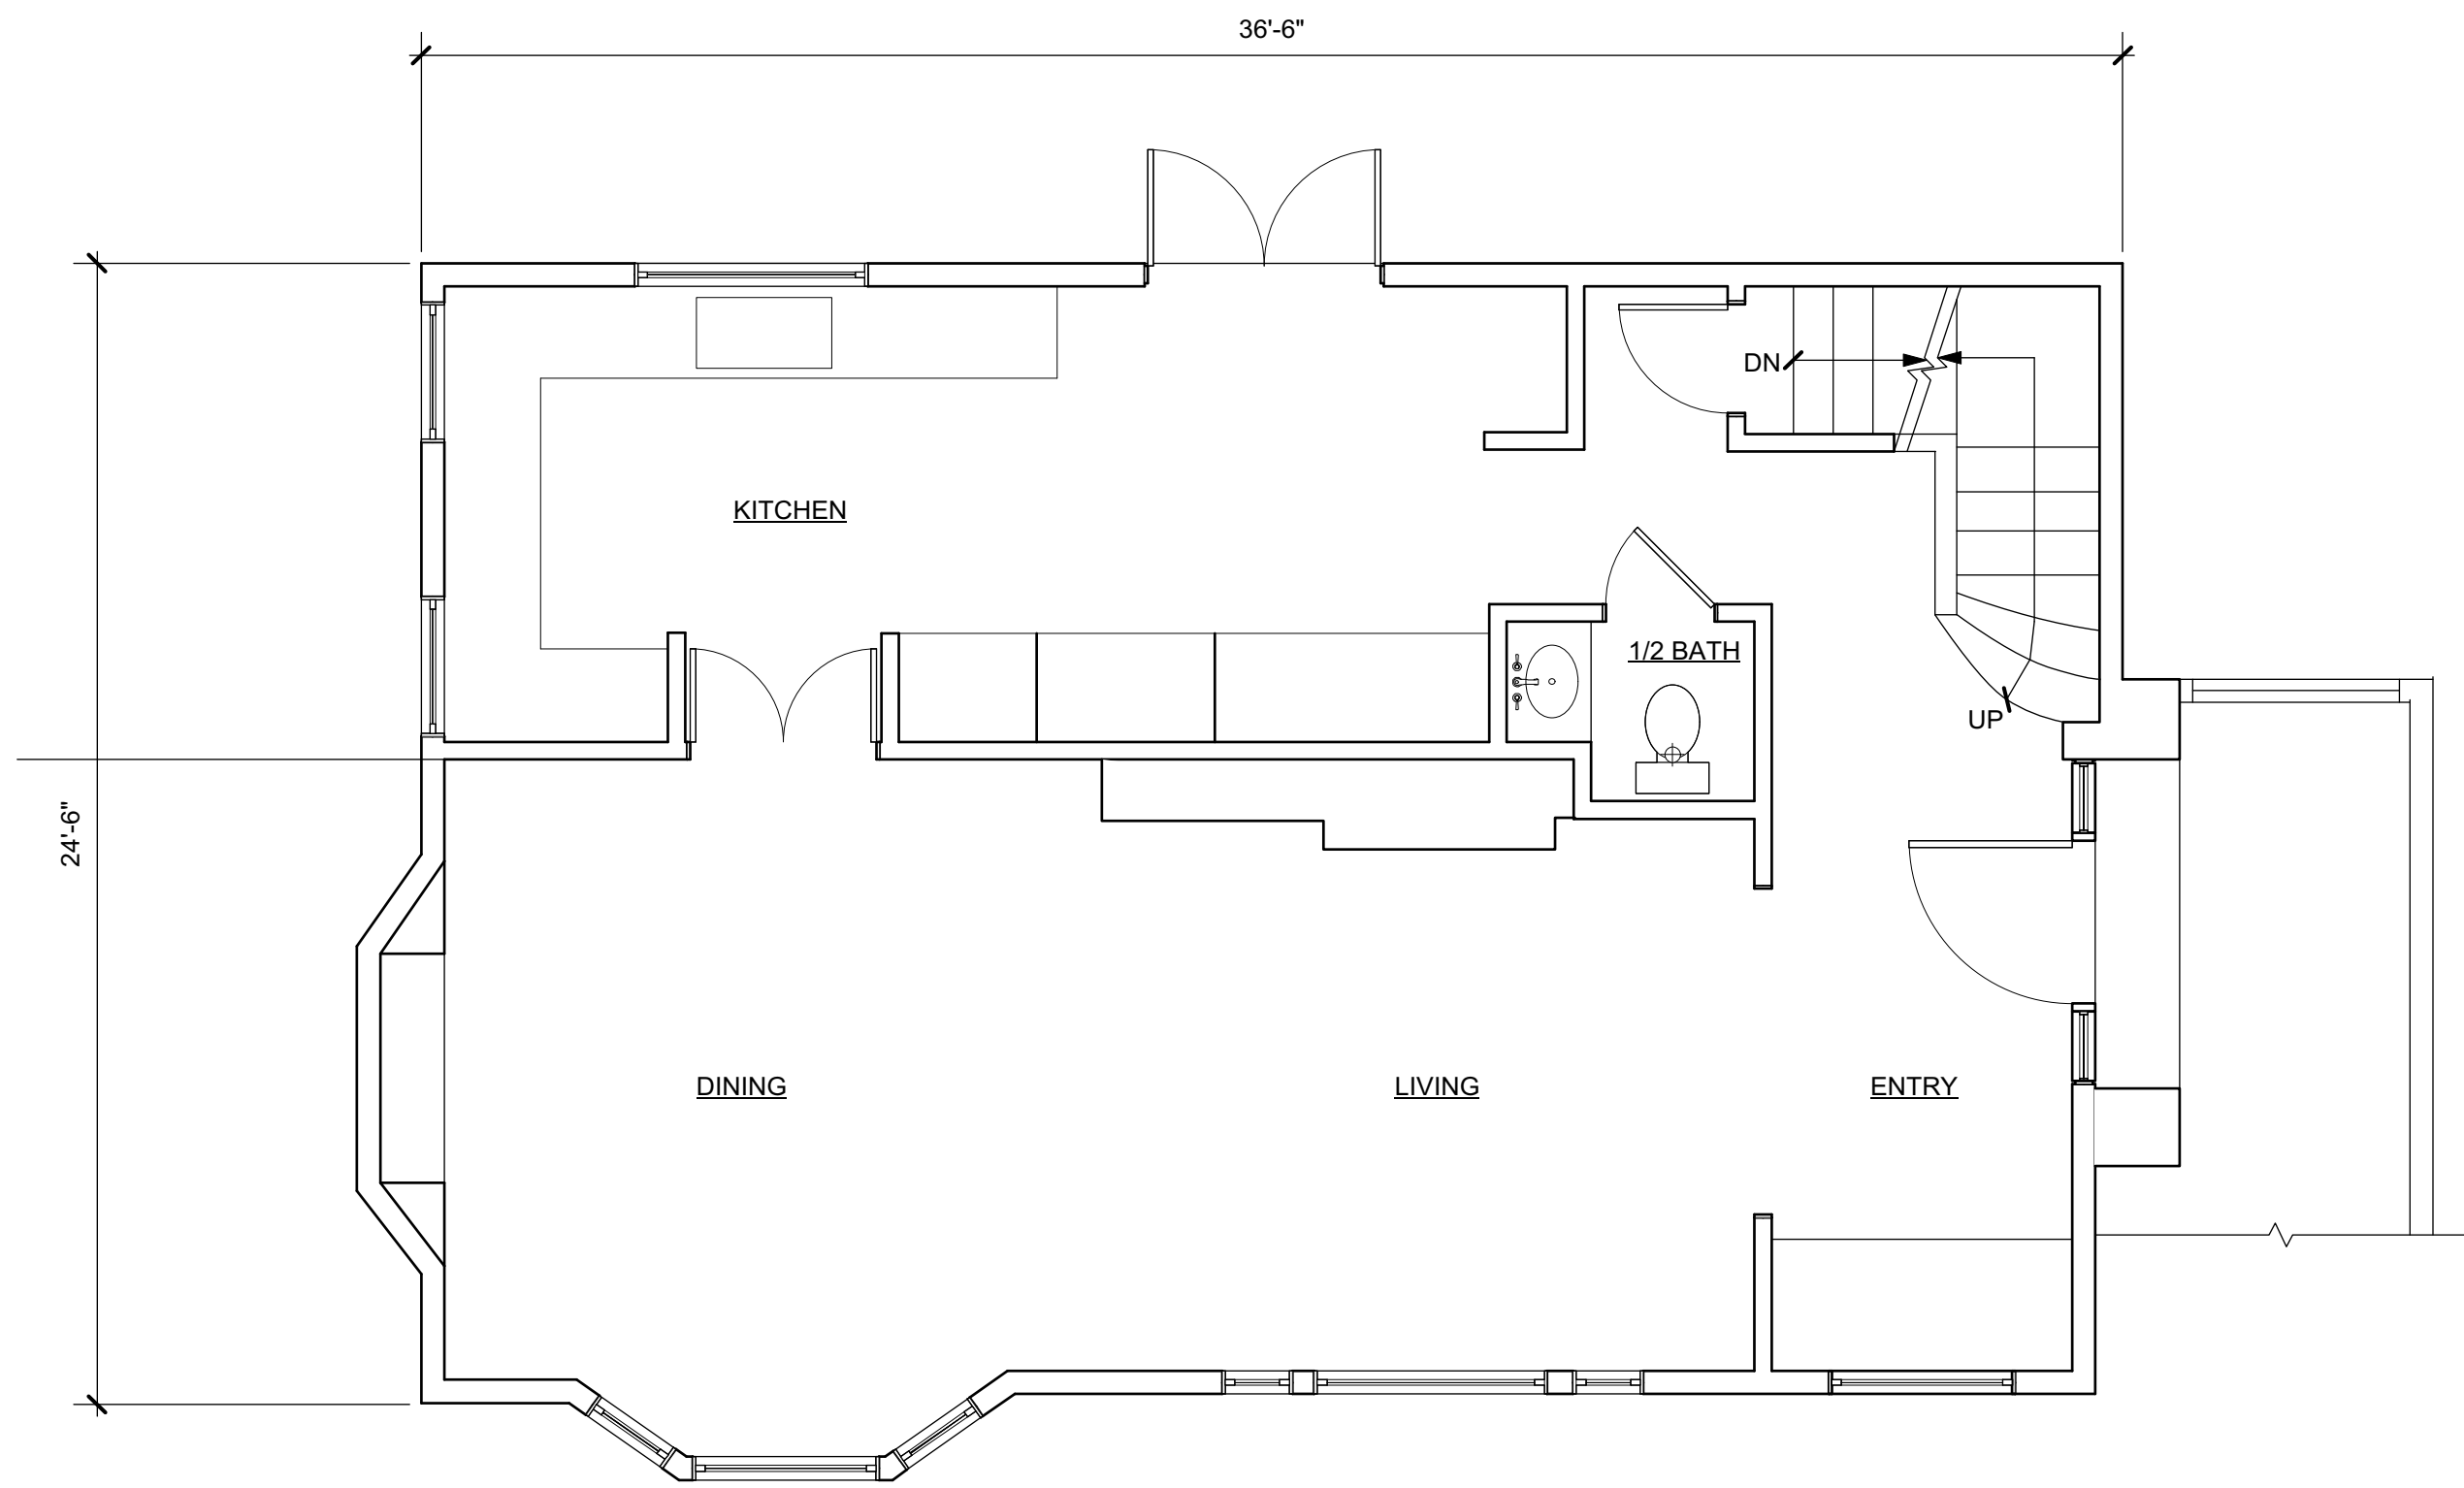 36'-6"
DN
KITCHEN
1/2 BATH
UP
24'-6"
DINING
LIVING
ENTRY